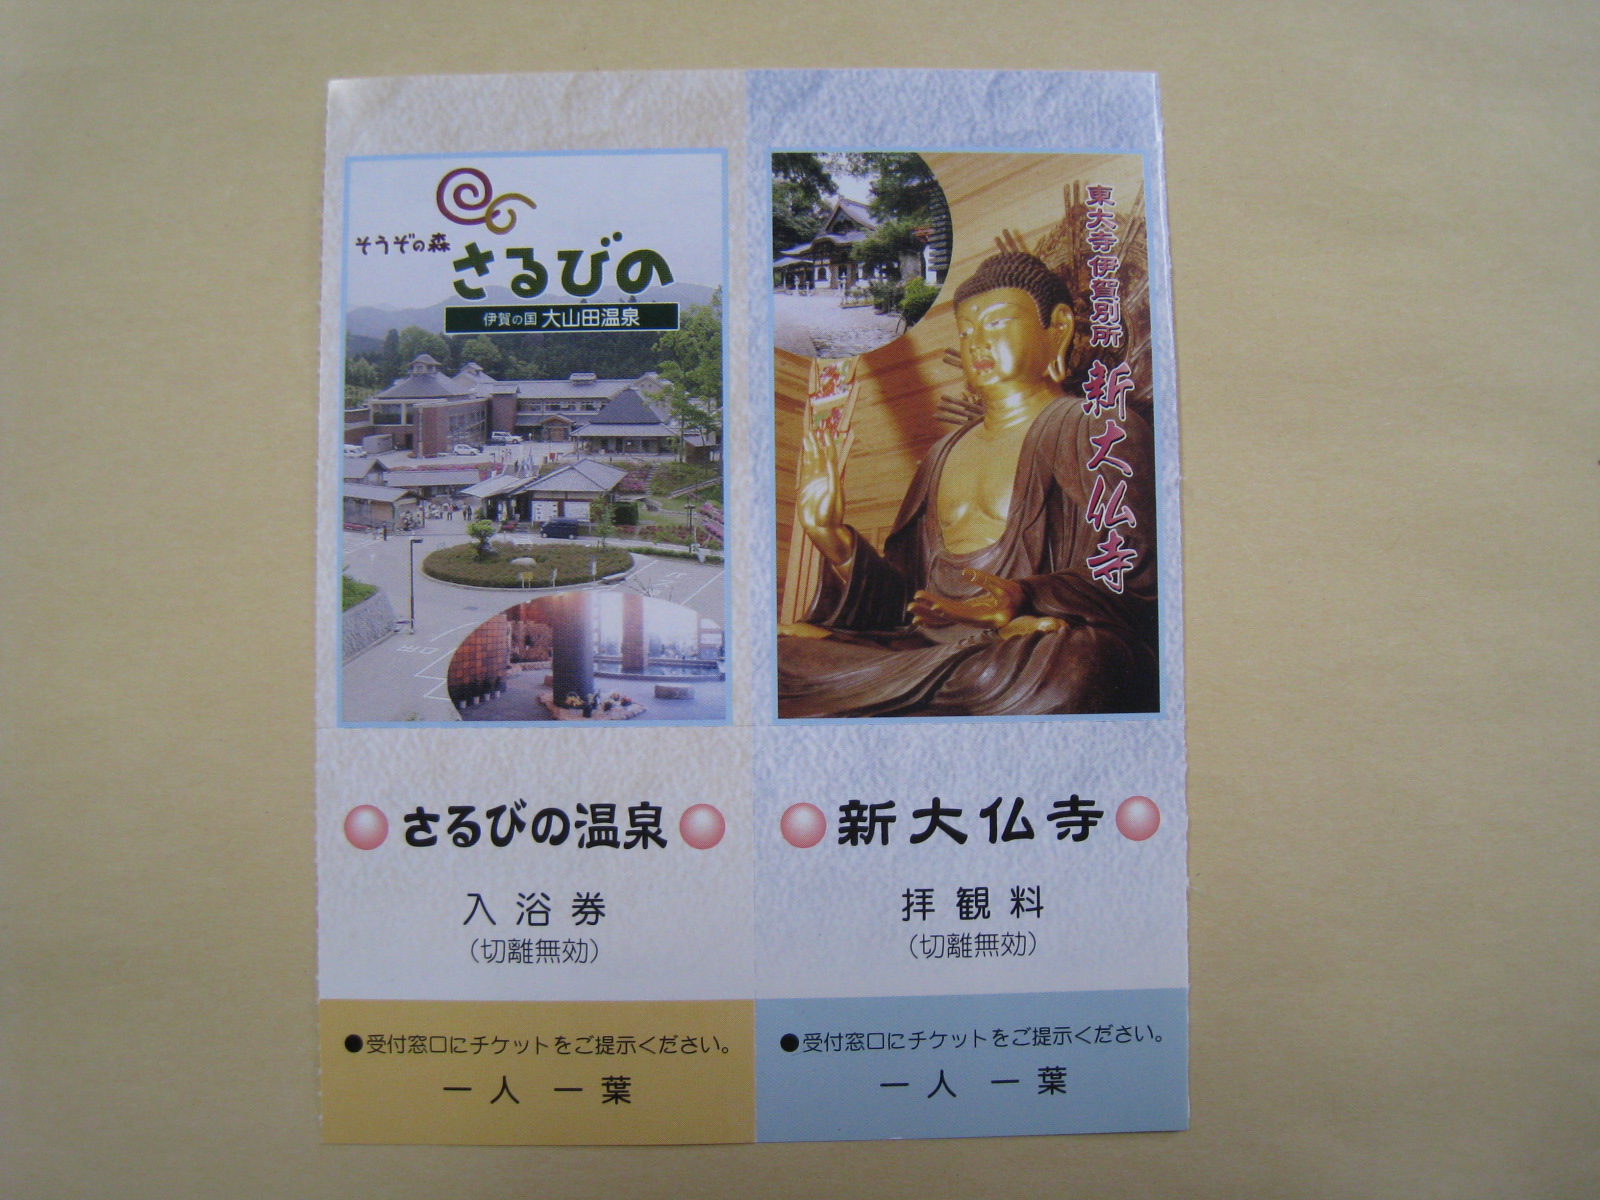 そうぞの森
さるびの
伊賀の国 大山田温泉
さるびの温泉
入浴券
(切離無効)
●受付窓口にチケットをご提示ください。
一人 一葉
東大寺伊賀別所
新大仏寺
新大仏寺
拝観料
(切離無効)
●受付窓口にチケットをご提示ください。
一人 一葉